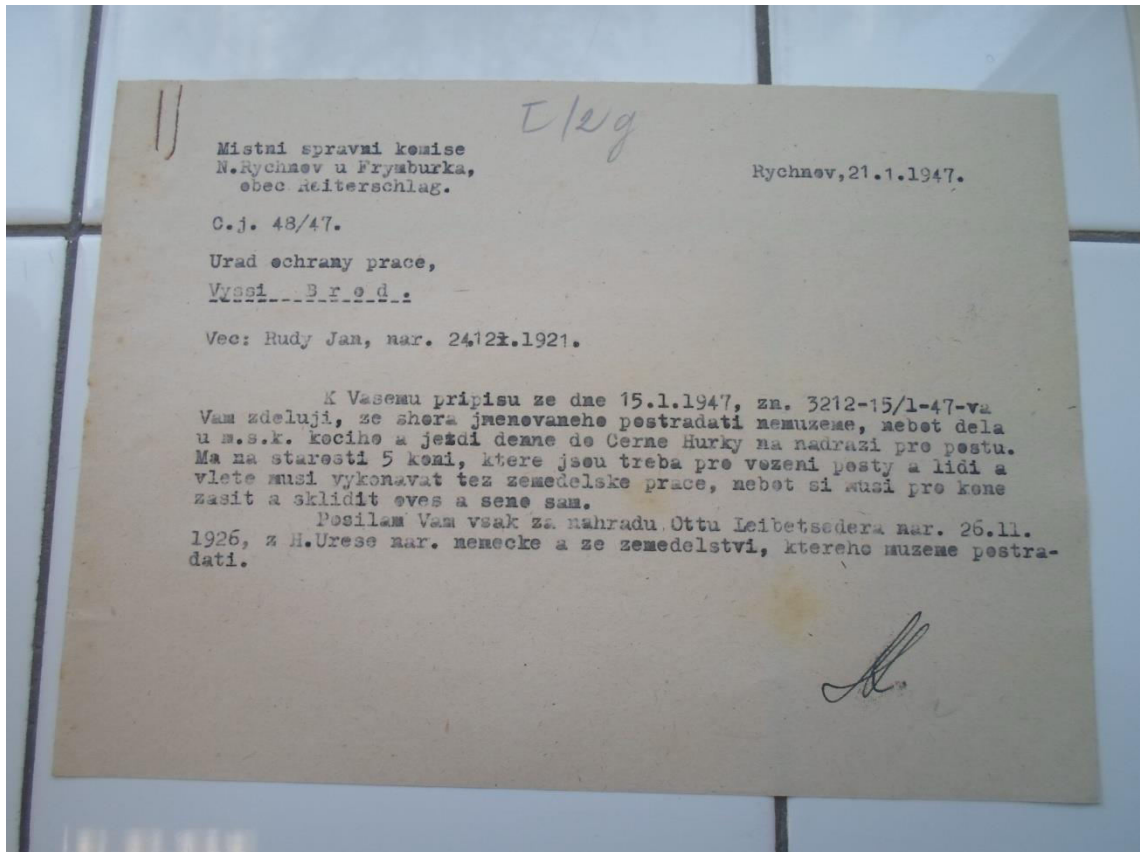 I/2g
Mistni spravni komise
N.Rychnov u Frymburka,
obec Reiterschlag.
Rychnov,21.1.1947.
C.j. 48/47.
Urad ochrany prace,
Vyssi Brod.
Vec: Rudy Jan, nar. 24.12.1921.
K Vasemu pripisu ze dne 15.1.1947, zn. 3212-15/1-47-va
Vam zdeluji, ze shora jmenovaneho postradati nemuzeme, nebot dela
u m.s.k. kociho a jezdi denne do Cerne Hurky na nadrazi pro postu.
Ma na starosti 5 koni, ktere jsou treba pro vozeni posty a lidi a
vlete musi vykonavat tez zemedelske prace, nebot si musi pro kone
zasit a sklidit oves a seno sam.
Posilam Vam vsak za nahradu Ottu Leibetsedera nar. 26.11.
1926, z H.Urese nar. nemecke a ze zemedelstvi, ktereho muzeme postra-
dati.